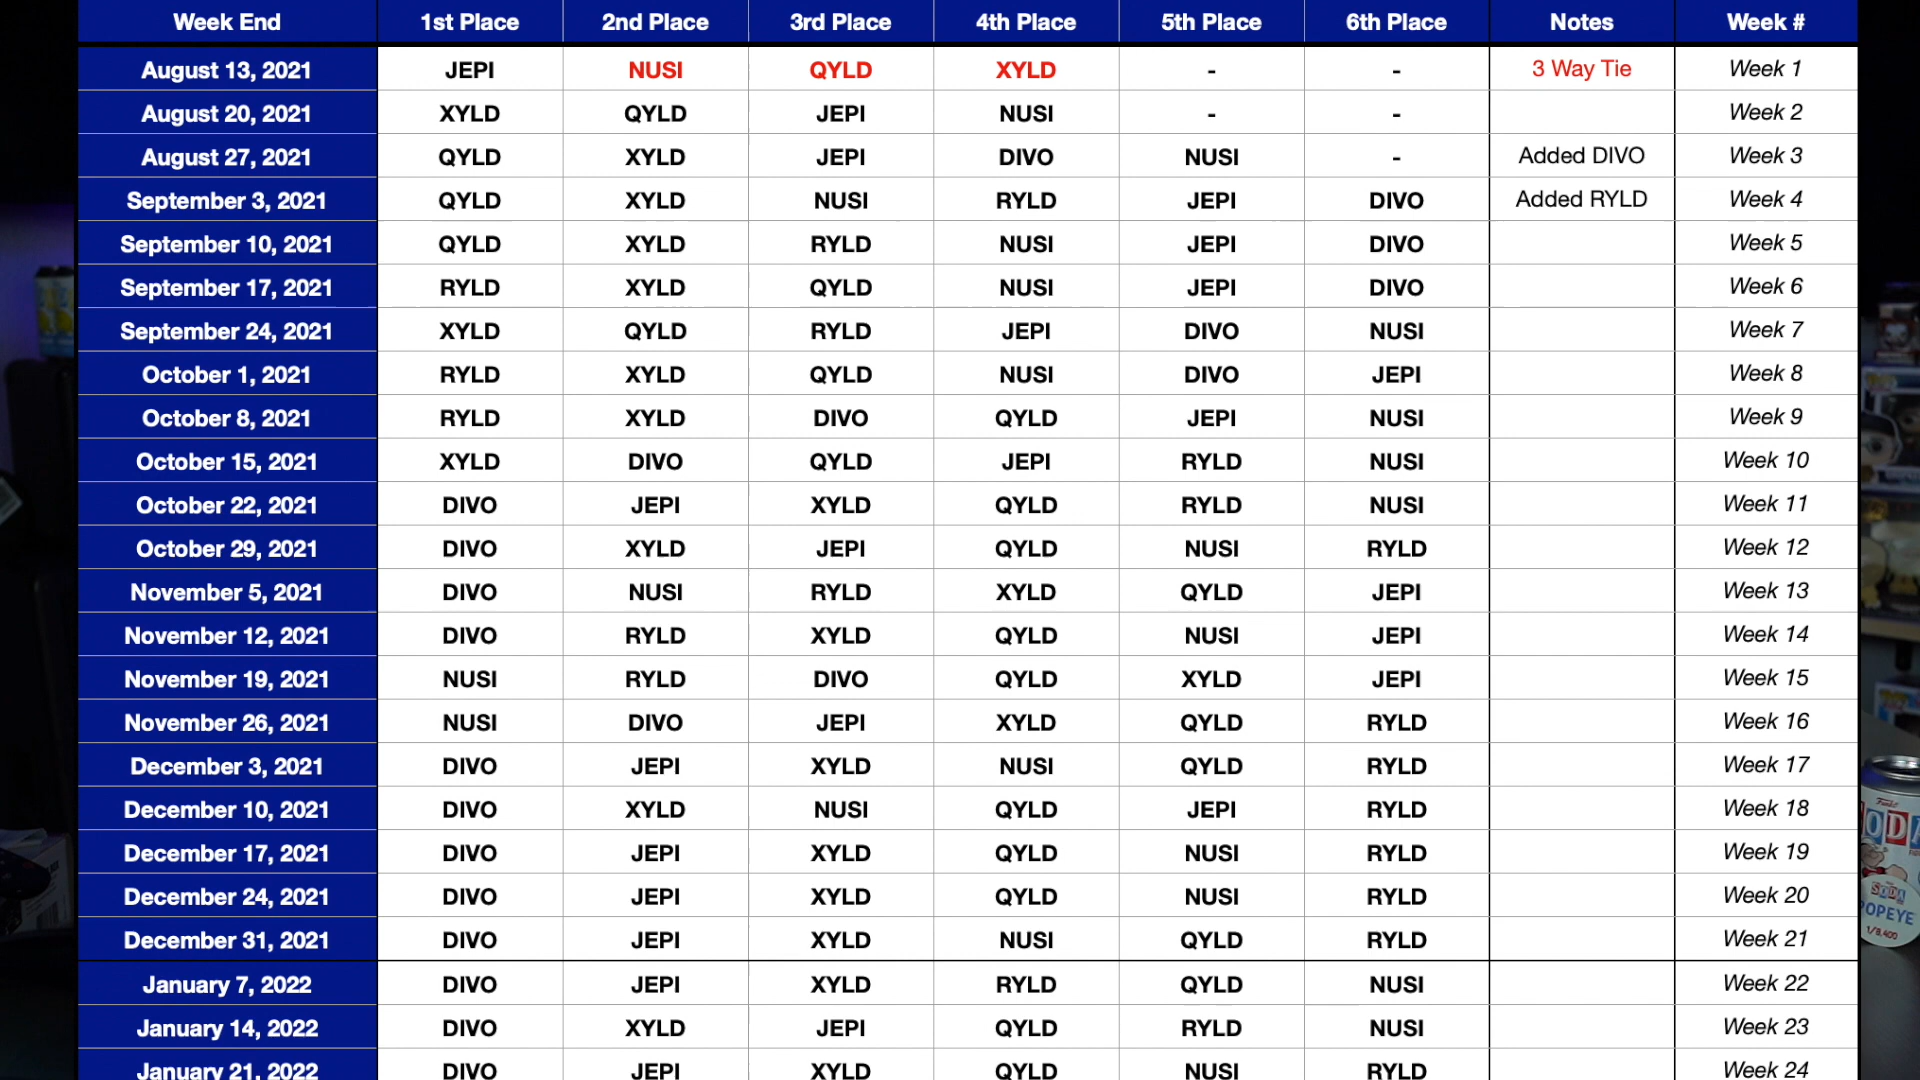 Week End 1st Place 2nd Place 3rd Place 4th Place 5th Place 6th Place Notes Week #
August 13, 2021 JEPI NUSI QYLD XYLD - - 3 Way Tie Week 1
August 20, 2021 XYLD QYLD JEPI NUSI - - Week 2
August 27, 2021 QYLD XYLD JEPI DIVO NUSI - Added DIVO Week 3
September 3, 2021 QYLD XYLD NUSI RYLD JEPI DIVO Added RYLD Week 4
September 10, 2021 QYLD XYLD RYLD NUSI JEPI DIVO Week 5
September 17, 2021 RYLD XYLD QYLD NUSI JEPI DIVO Week 6
September 24, 2021 XYLD QYLD RYLD JEPI DIVO NUSI Week 7
October 1, 2021 RYLD XYLD QYLD NUSI DIVO JEPI Week 8
October 8, 2021 RYLD XYLD DIVO QYLD JEPI NUSI Week 9
October 15, 2021 XYLD DIVO QYLD JEPI RYLD NUSI Week 10
October 22, 2021 DIVO JEPI XYLD QYLD RYLD NUSI Week 11
October 29, 2021 DIVO XYLD JEPI QYLD NUSI RYLD Week 12
November 5, 2021 DIVO NUSI RYLD XYLD QYLD JEPI Week 13
November 12, 2021 DIVO RYLD XYLD QYLD NUSI JEPI Week 14
November 19, 2021 NUSI RYLD DIVO QYLD XYLD JEPI Week 15
November 26, 2021 NUSI DIVO JEPI XYLD QYLD RYLD Week 16
December 3, 2021 DIVO JEPI XYLD NUSI QYLD RYLD Week 17
December 10, 2021 DIVO XYLD NUSI QYLD JEPI RYLD Week 18
December 17, 2021 DIVO JEPI XYLD QYLD NUSI RYLD Week 19
December 24, 2021 DIVO JEPI XYLD QYLD NUSI RYLD Week 20
December 31, 2021 DIVO JEPI XYLD NUSI QYLD RYLD Week 21
January 7, 2022 DIVO JEPI XYLD RYLD QYLD NUSI Week 22
January 14, 2022 DIVO XYLD JEPI QYLD RYLD NUSI Week 23
January 21, 2022 DIVO JEPI XYLD QYLD NUSI RYLD Week 24
Funko
SODA
POPEYE
1/8,400